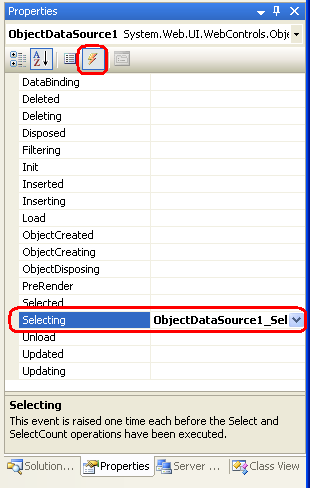 Properties
ObjectDataSource1 System.Web.UI.WebControls.Obje
DataBinding
Deleted
Deleting
Disposed
Filtering
Init
Inserted
Inserting
Load
ObjectCreated
ObjectCreating
ObjectDisposing
PreRender
Selected
Selecting ObjectDataSource1_Sel
Unload
Updated
Updating
Selecting
This event is raised one time each before the Select and
SelectCount operations have been executed.
Solution... Properties Server ... Class View